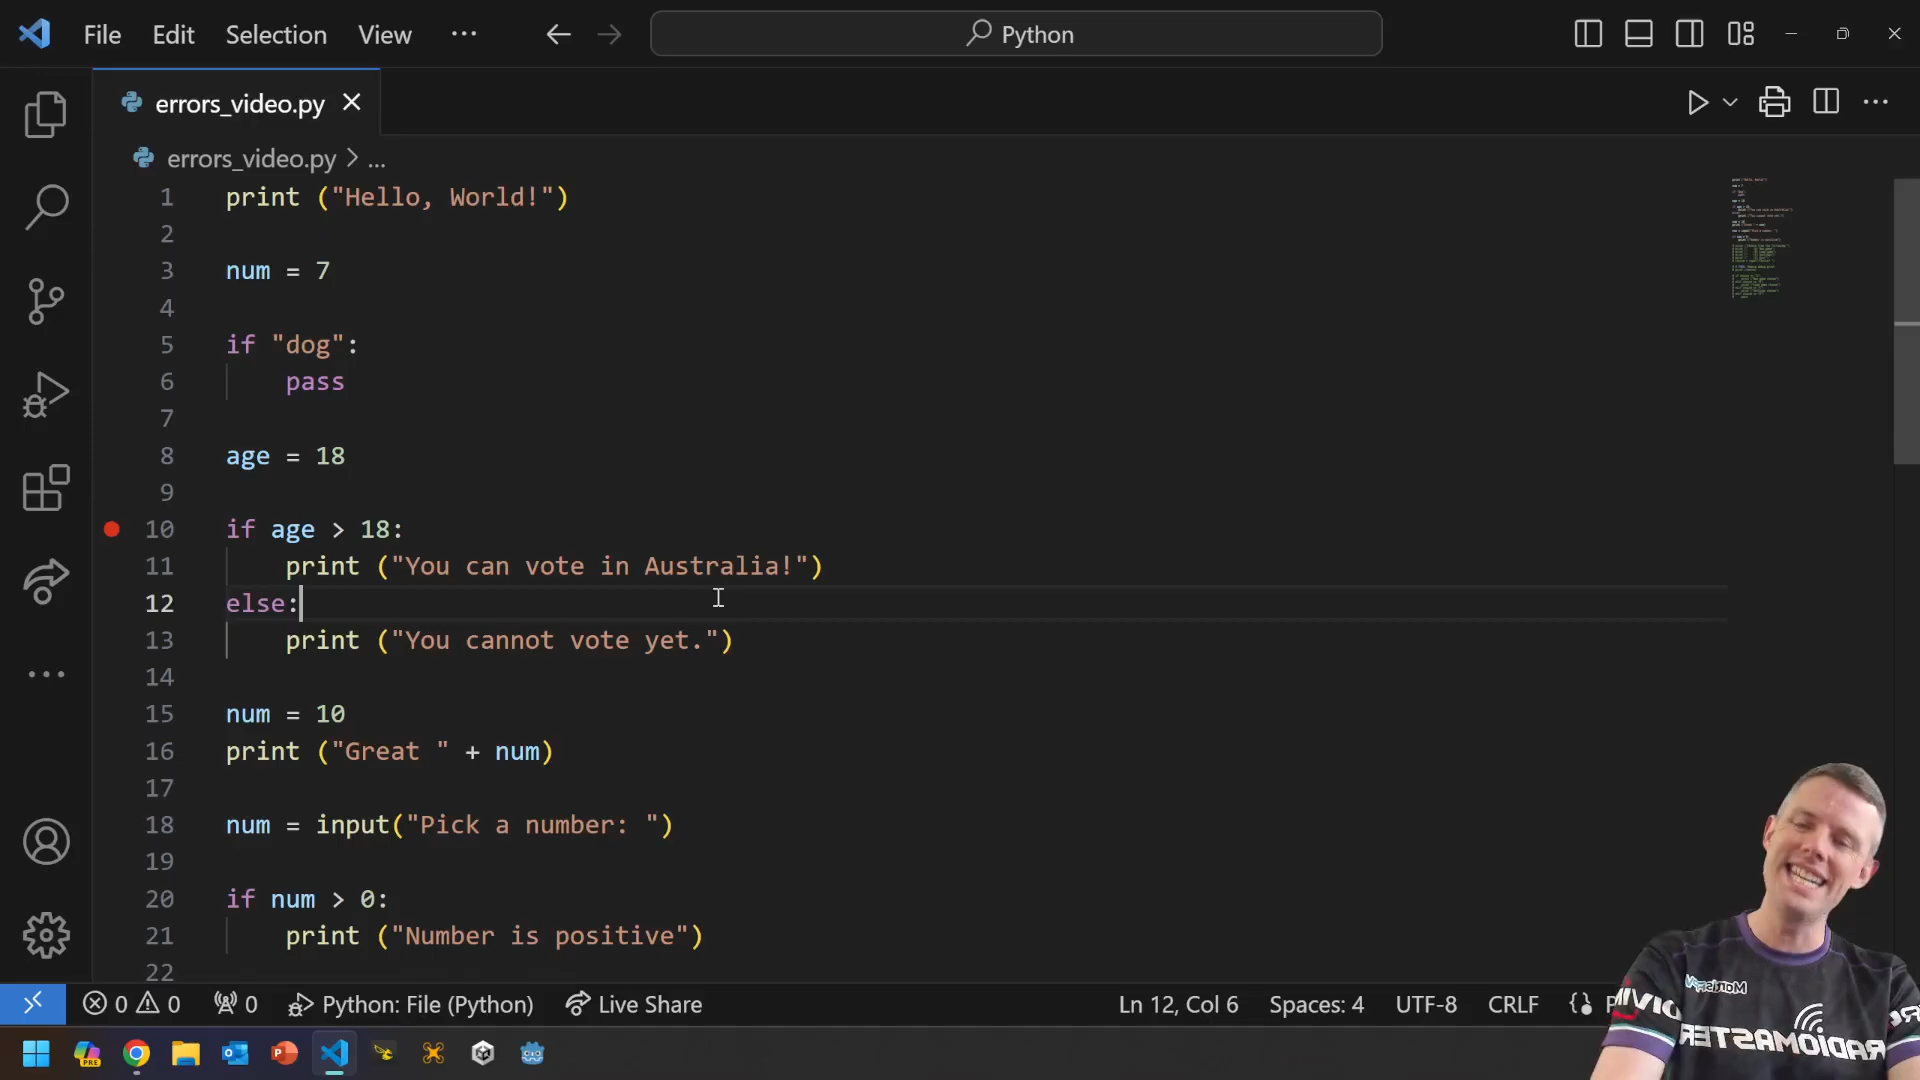 File Edit Selection View ... Python
errors_video.py
errors_video.py > ...
1 print ("Hello, World!")
2
3 num = 7
4
5 if "dog":
6 pass
7
8 age = 18
9
10 if age > 18:
11 print ("You can vote in Australia!")
12 else:
13 print ("You cannot vote yet.")
14
15 num = 10
16 print ("Great " + num)
17
18 num = input("Pick a number: ")
19
20 if num > 0:
21 print ("Number is positive")
22
0 0 0 Python: File (Python) Live Share Ln 12, Col 6 Spaces: 4 UTF-8 CRLF {}
PRE
RADIOMASTER